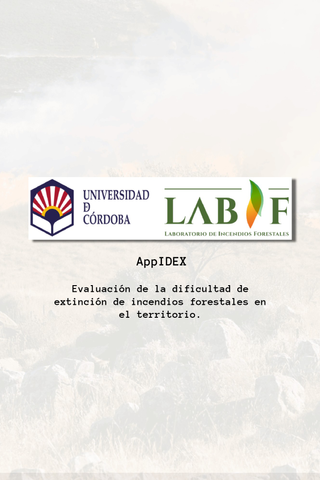 UNIVERSIDAD
D
CÓRDOBA
LABIF
LABORATORIO DE INCENDIOS FORESTALES
AppIDEX
Evaluación de la dificultad de
extinción de incendios forestales en
el territorio.